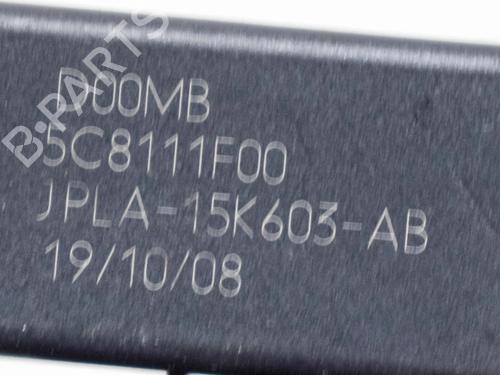 D00MB
5C8111F00
JPLA-15K603-AB
19/10/08
B-PARTS